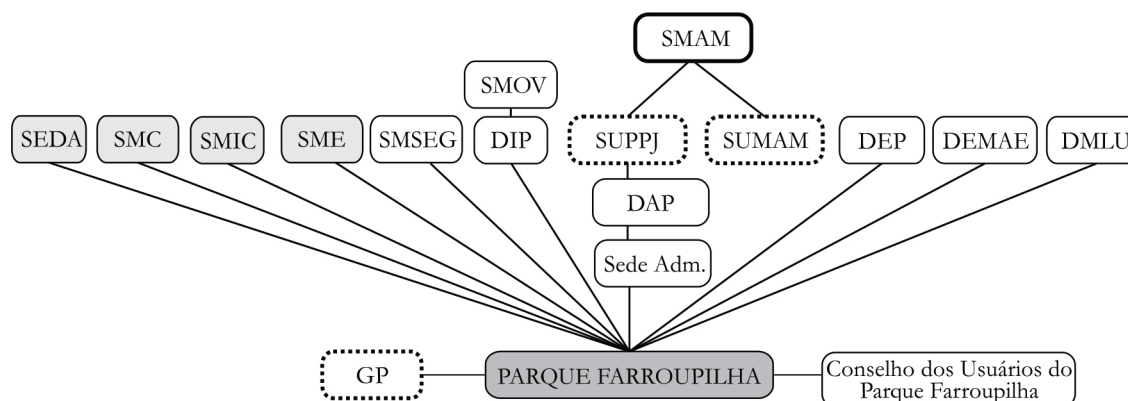 SMAM
SMOV
SEDA
SMC
SMIC
SME
SMSEG
DIP
SUPPJ
SUMAM
DEP
DEMAE
DMLU
DAP
Sede Adm.
GP
PARQUE FARROUPILHA
Conselho dos Usuários do
Parque Farroupilha